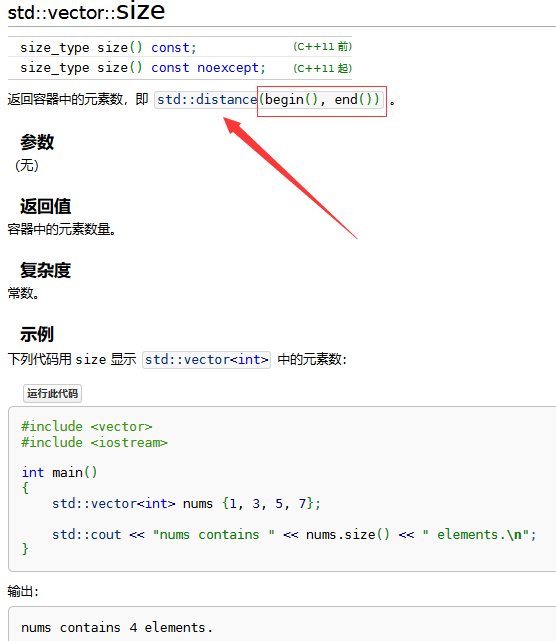 std::vector::size
size_type size() const; (C++11 前)
size_type size() const noexcept; (C++11 起)
返回容器中的元素数，即 std::distance(begin(), end()) 。
参数
（无）
返回值
容器中的元素数量。
复杂度
常数。
示例
下列代码用 size 显示 std::vector<int> 中的元素数：
运行此代码
#include <vector>
#include <iostream>
int main()
{
    std::vector<int> nums {1, 3, 5, 7};
    std::cout << "nums contains " << nums.size() << " elements.\n";
}
输出：
nums contains 4 elements.